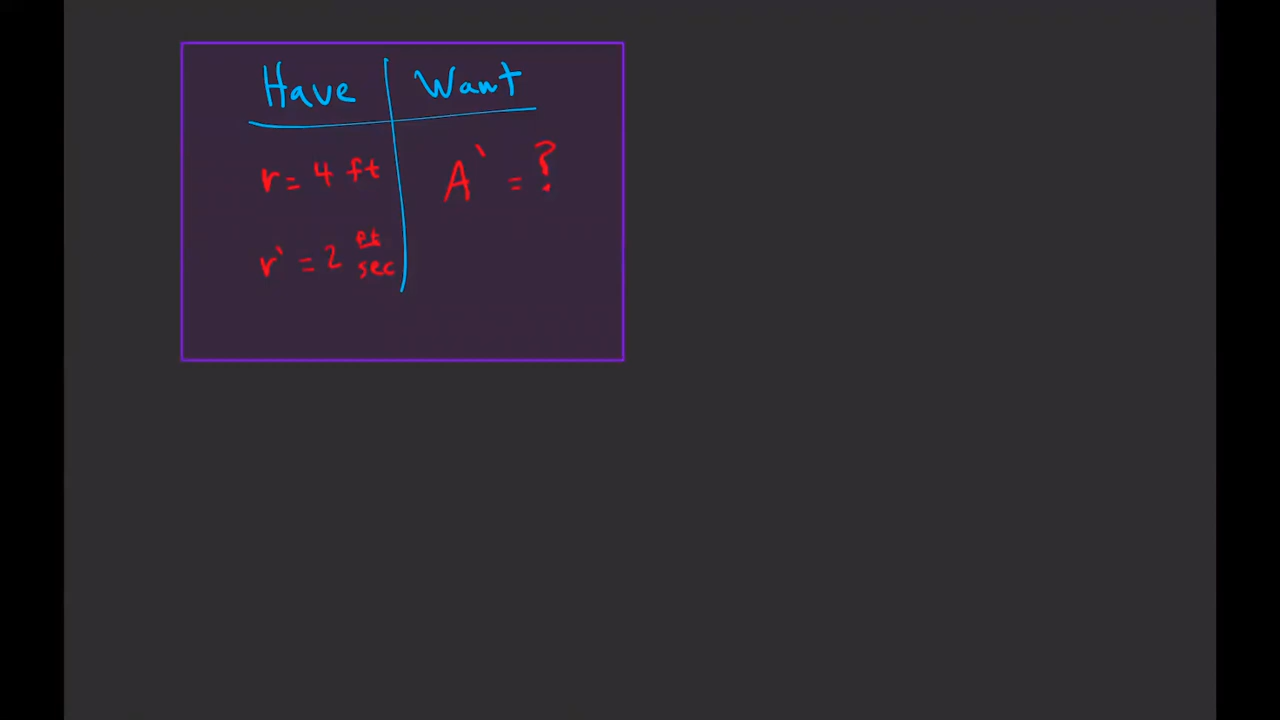 Have Want
r = 4 ft A` = ?
r` = 2 ft
sec